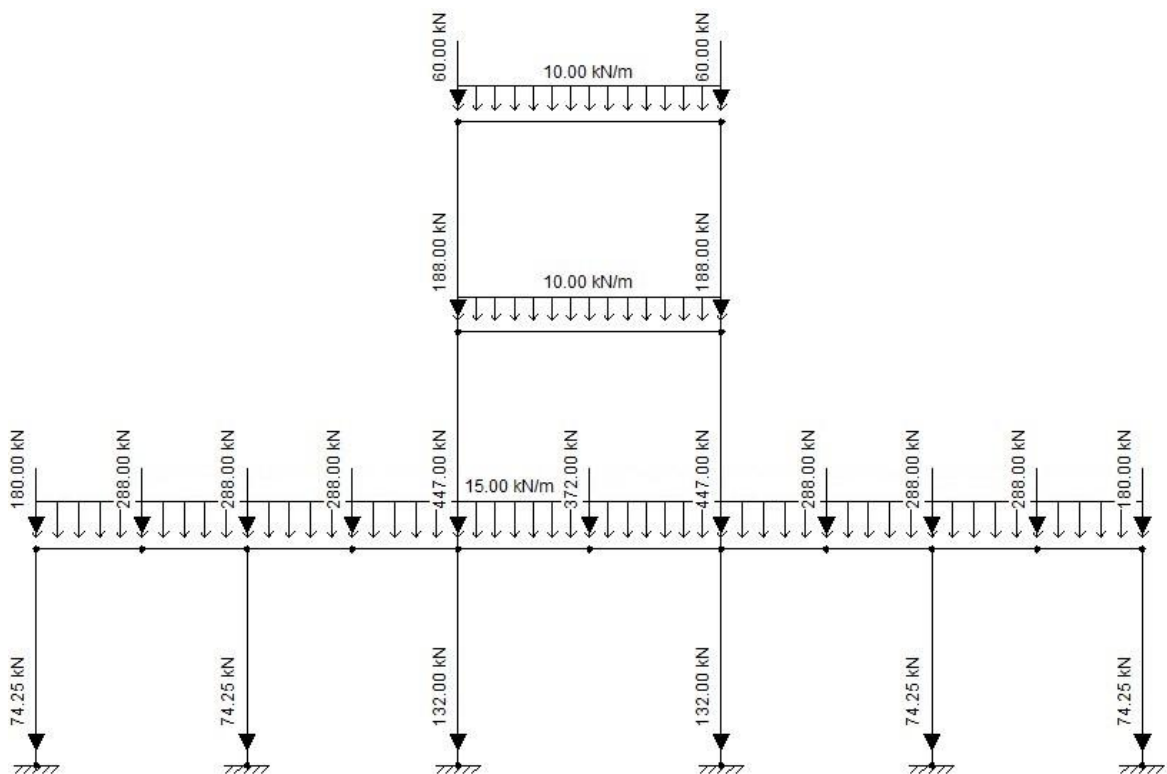 60.00 kN
10.00 kN/m
60.00 kN
188.00 kN
10.00 kN/m
188.00 kN
180.00 kN
288.00 kN
288.00 kN
288.00 kN
447.00 kN
15.00 kN/m
372.00 kN
447.00 kN
288.00 kN
288.00 kN
288.00 kN
180.00 kN
74.25 kN
74.25 kN
132.00 kN
132.00 kN
74.25 kN
74.25 kN